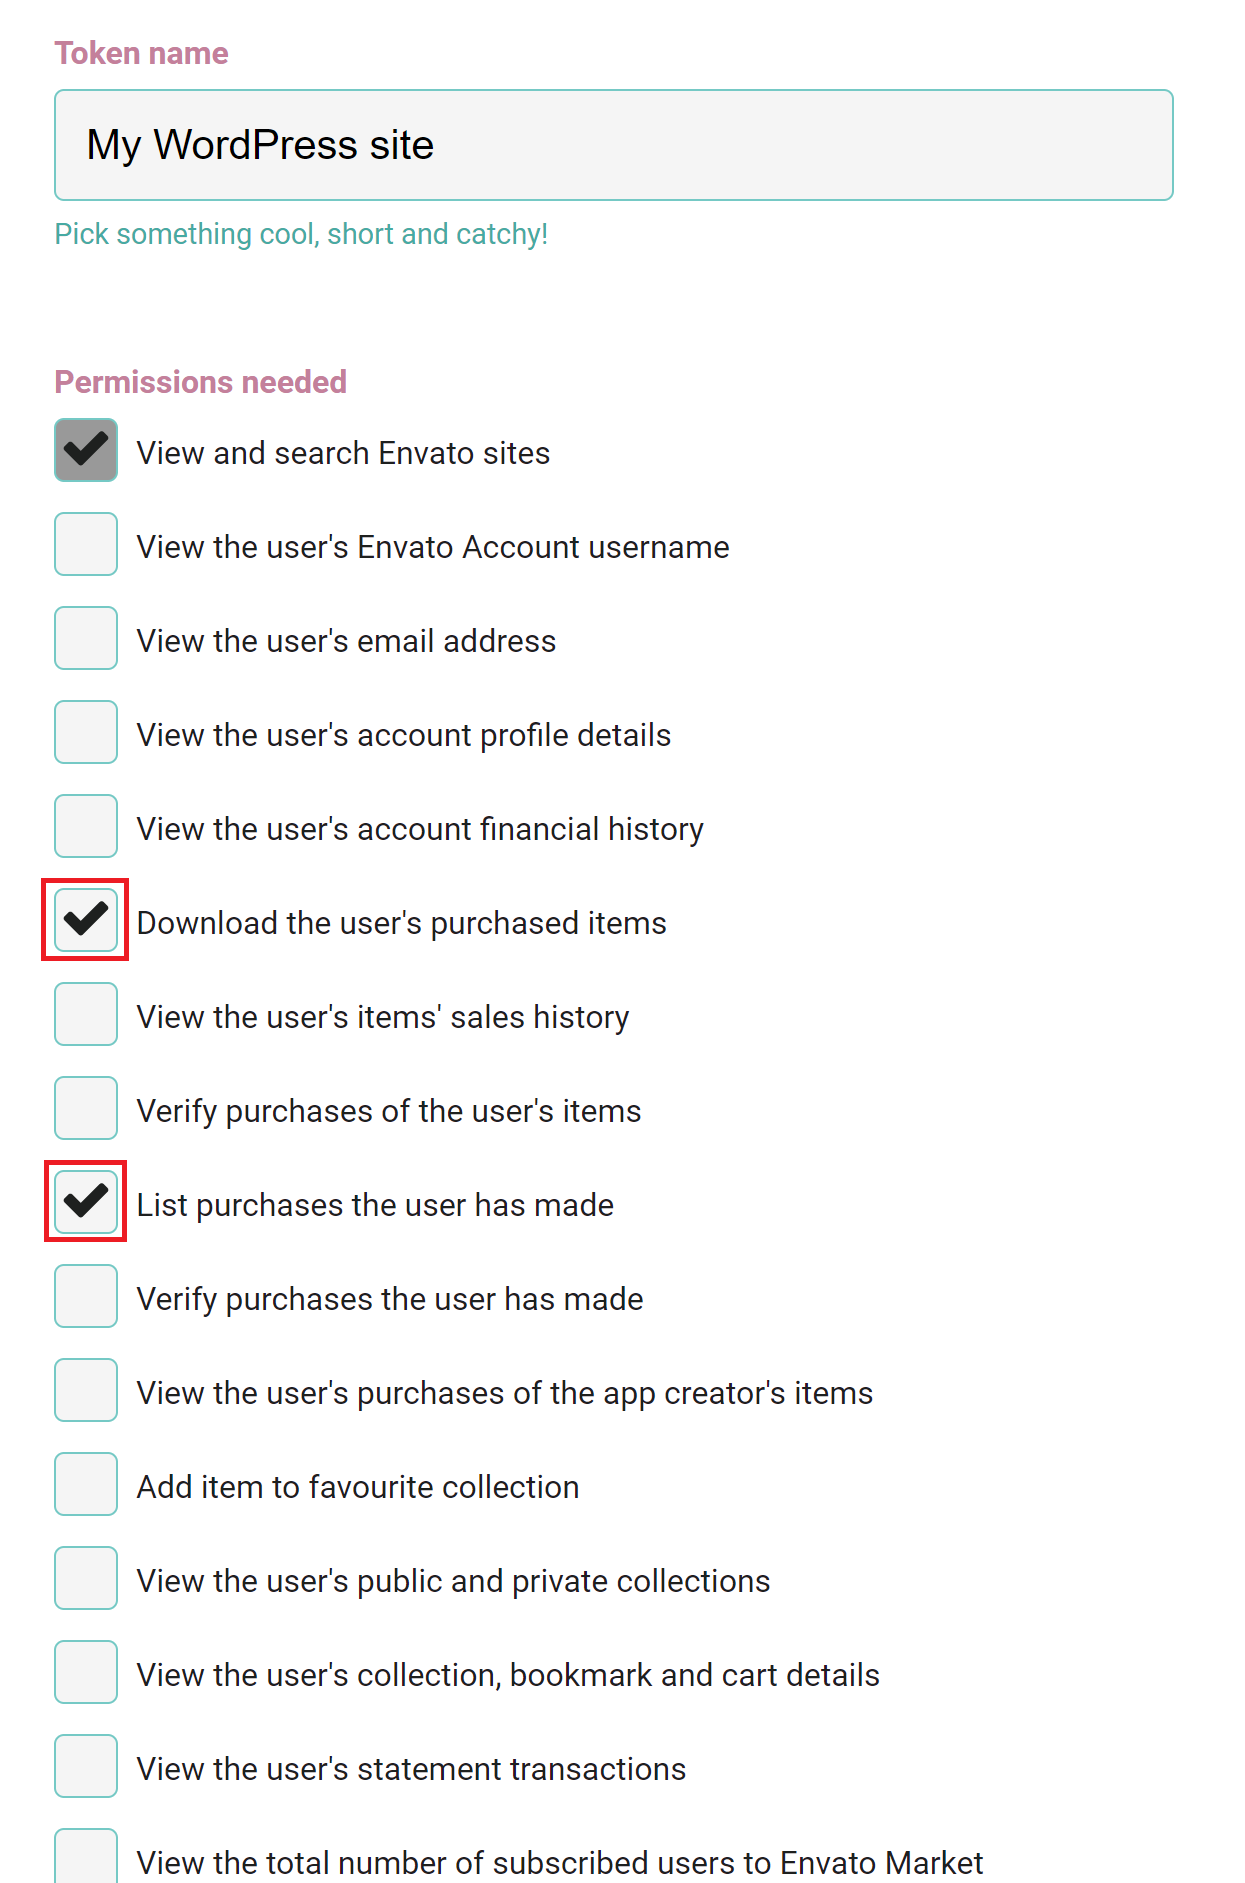 Token name
My WordPress site
Pick something cool, short and catchy!
Permissions needed
View and search Envato sites
View the user's Envato Account username
View the user's email address
View the user's account profile details
View the user's account financial history
Download the user's purchased items
View the user's items' sales history
Verify purchases of the user's items
List purchases the user has made
Verify purchases the user has made
View the user's purchases of the app creator's items
Add item to favourite collection
View the user's public and private collections
View the user's collection, bookmark and cart details
View the user's statement transactions
View the total number of subscribed users to Envato Market